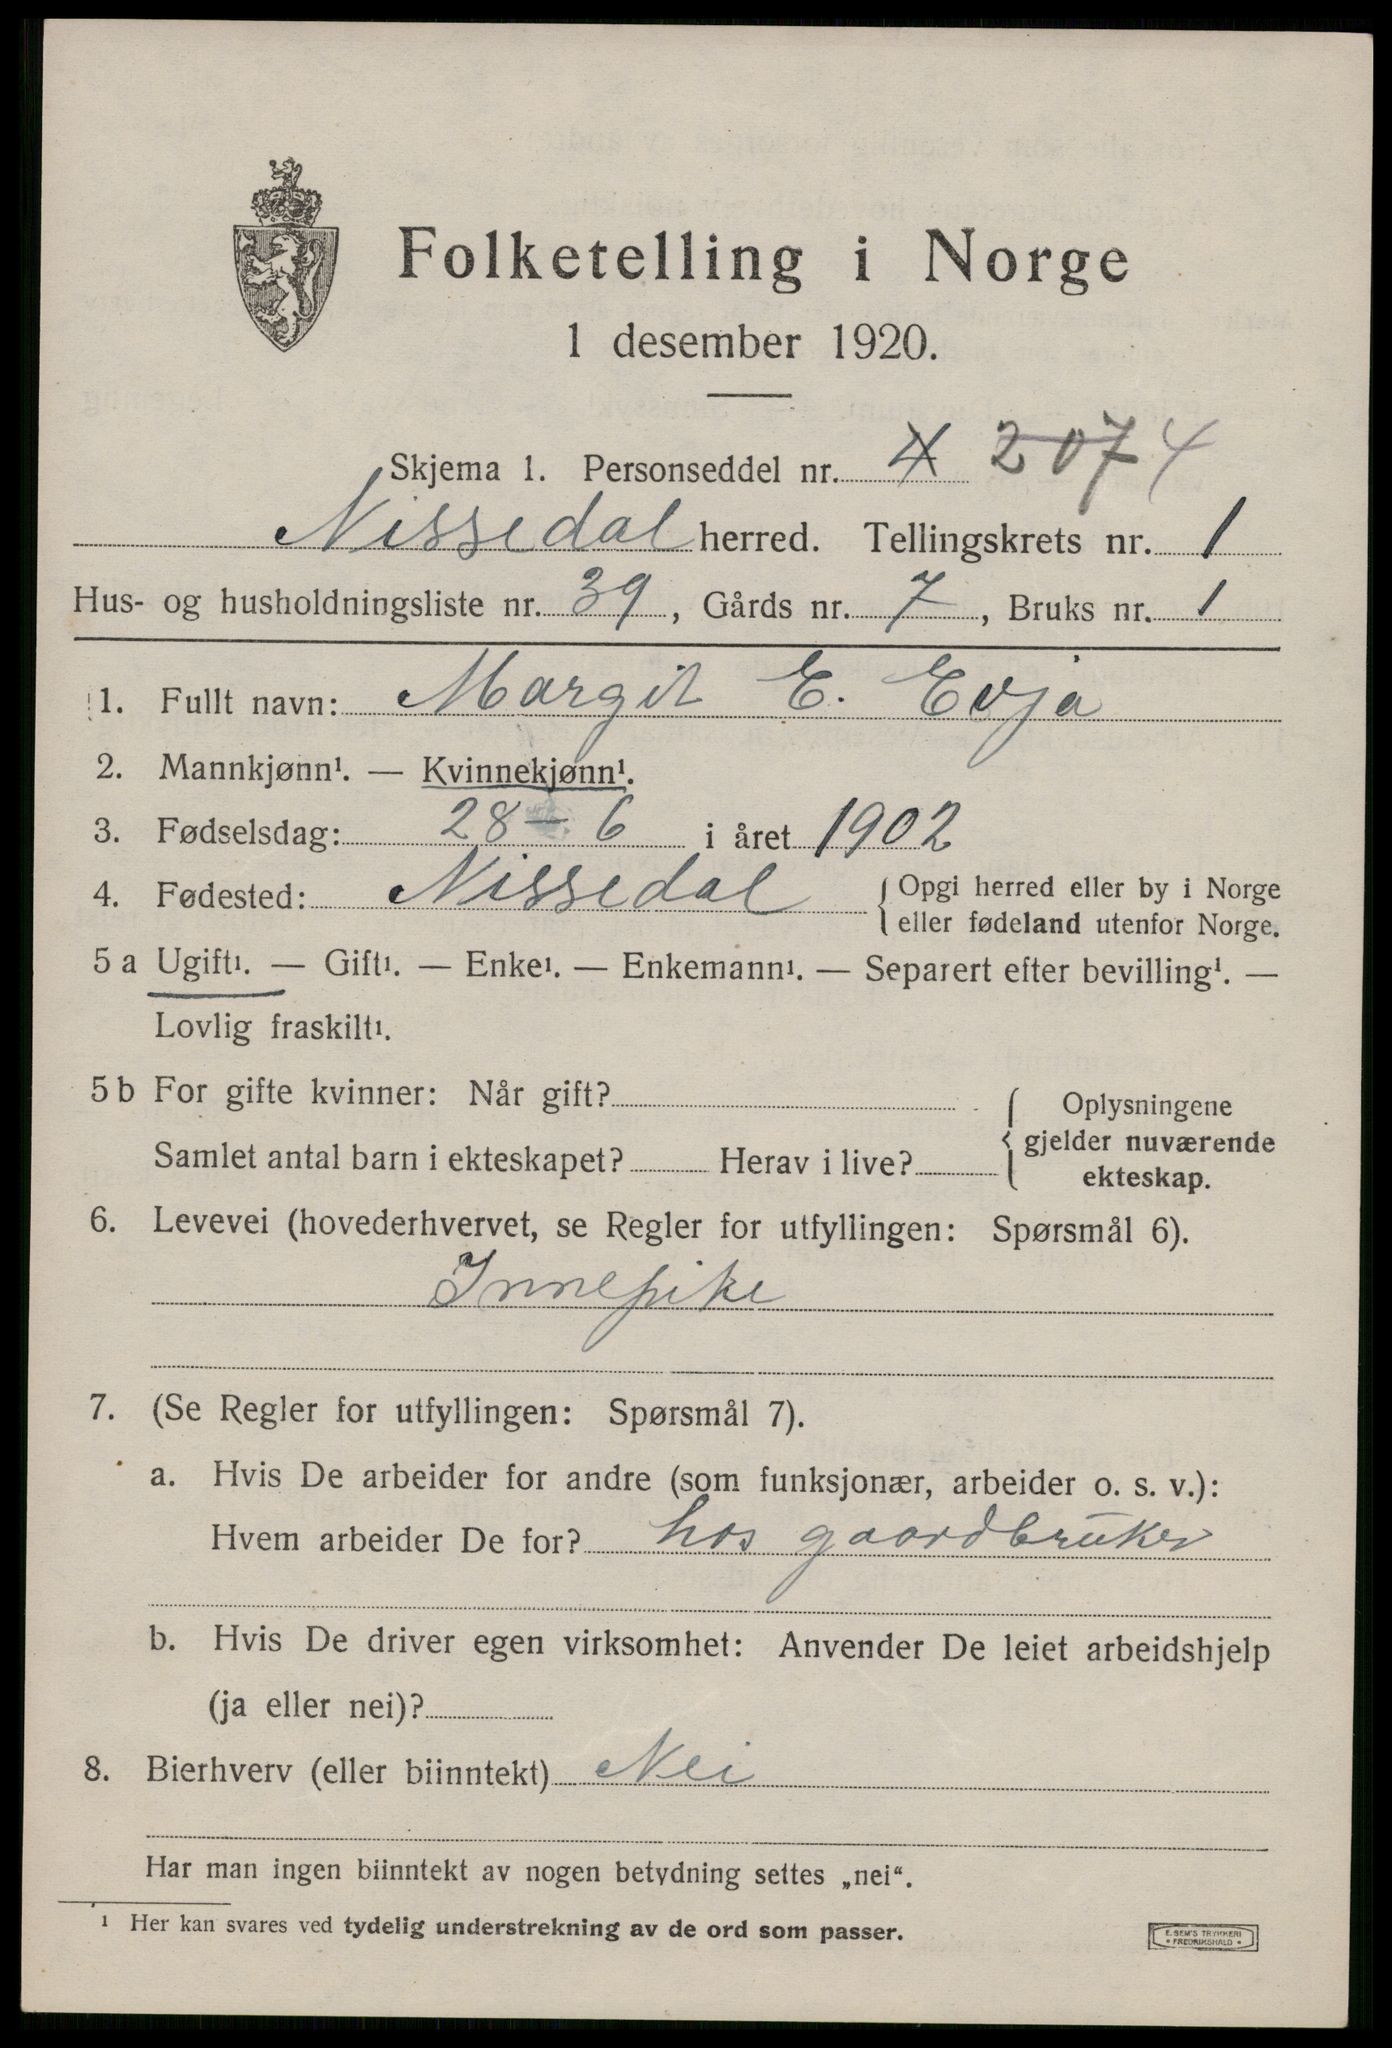 Folketelling i Norge
1 desember 1920.
Skjema 1. Personseddel nr. 4 2074
Nissedal herred. Tellingskrets nr. 1
Hus- og husholdningsliste nr. 39, Gårds nr. 7, Bruks nr. 1
1. Fullt navn: Margit E. Evja
2. Mannkjønn¹. — Kvinnekjønn¹.
3. Fødselsdag: 28 - 6 i året 1902
4. Fødested: Nissedal { Opgi herred eller by i Norge
eller fødeland utenfor Norge.
5 a Ugift¹. — Gift¹. — Enke¹. — Enkemann¹. — Separert efter bevilling¹. —
Lovlig fraskilt¹.
5 b For gifte kvinner: Når gift?
Samlet antal barn i ekteskapet? Herav i live?
{ Oplysningene
gjelder nuværende
ekteskap.
6. Levevei (hovederhvervet, se Regler for utfyllingen: Spørsmål 6).
Innepike
7. (Se Regler for utfyllingen: Spørsmål 7).
a. Hvis De arbeider for andre (som funksjonær, arbeider o. s. v.):
Hvem arbeider De for? hos gaardbruker
b. Hvis De driver egen virksomhet: Anvender De leiet arbeidshjelp
(ja eller nei)?
8. Bierhverv (eller biinntekt) Nei
Har man ingen biinntekt av nogen betydning settes „nei“.
¹ Her kan svares ved tydelig understrekning av de ord som passer.
E. SEM'S TRYKKERI
• FREDRIKSHALD •